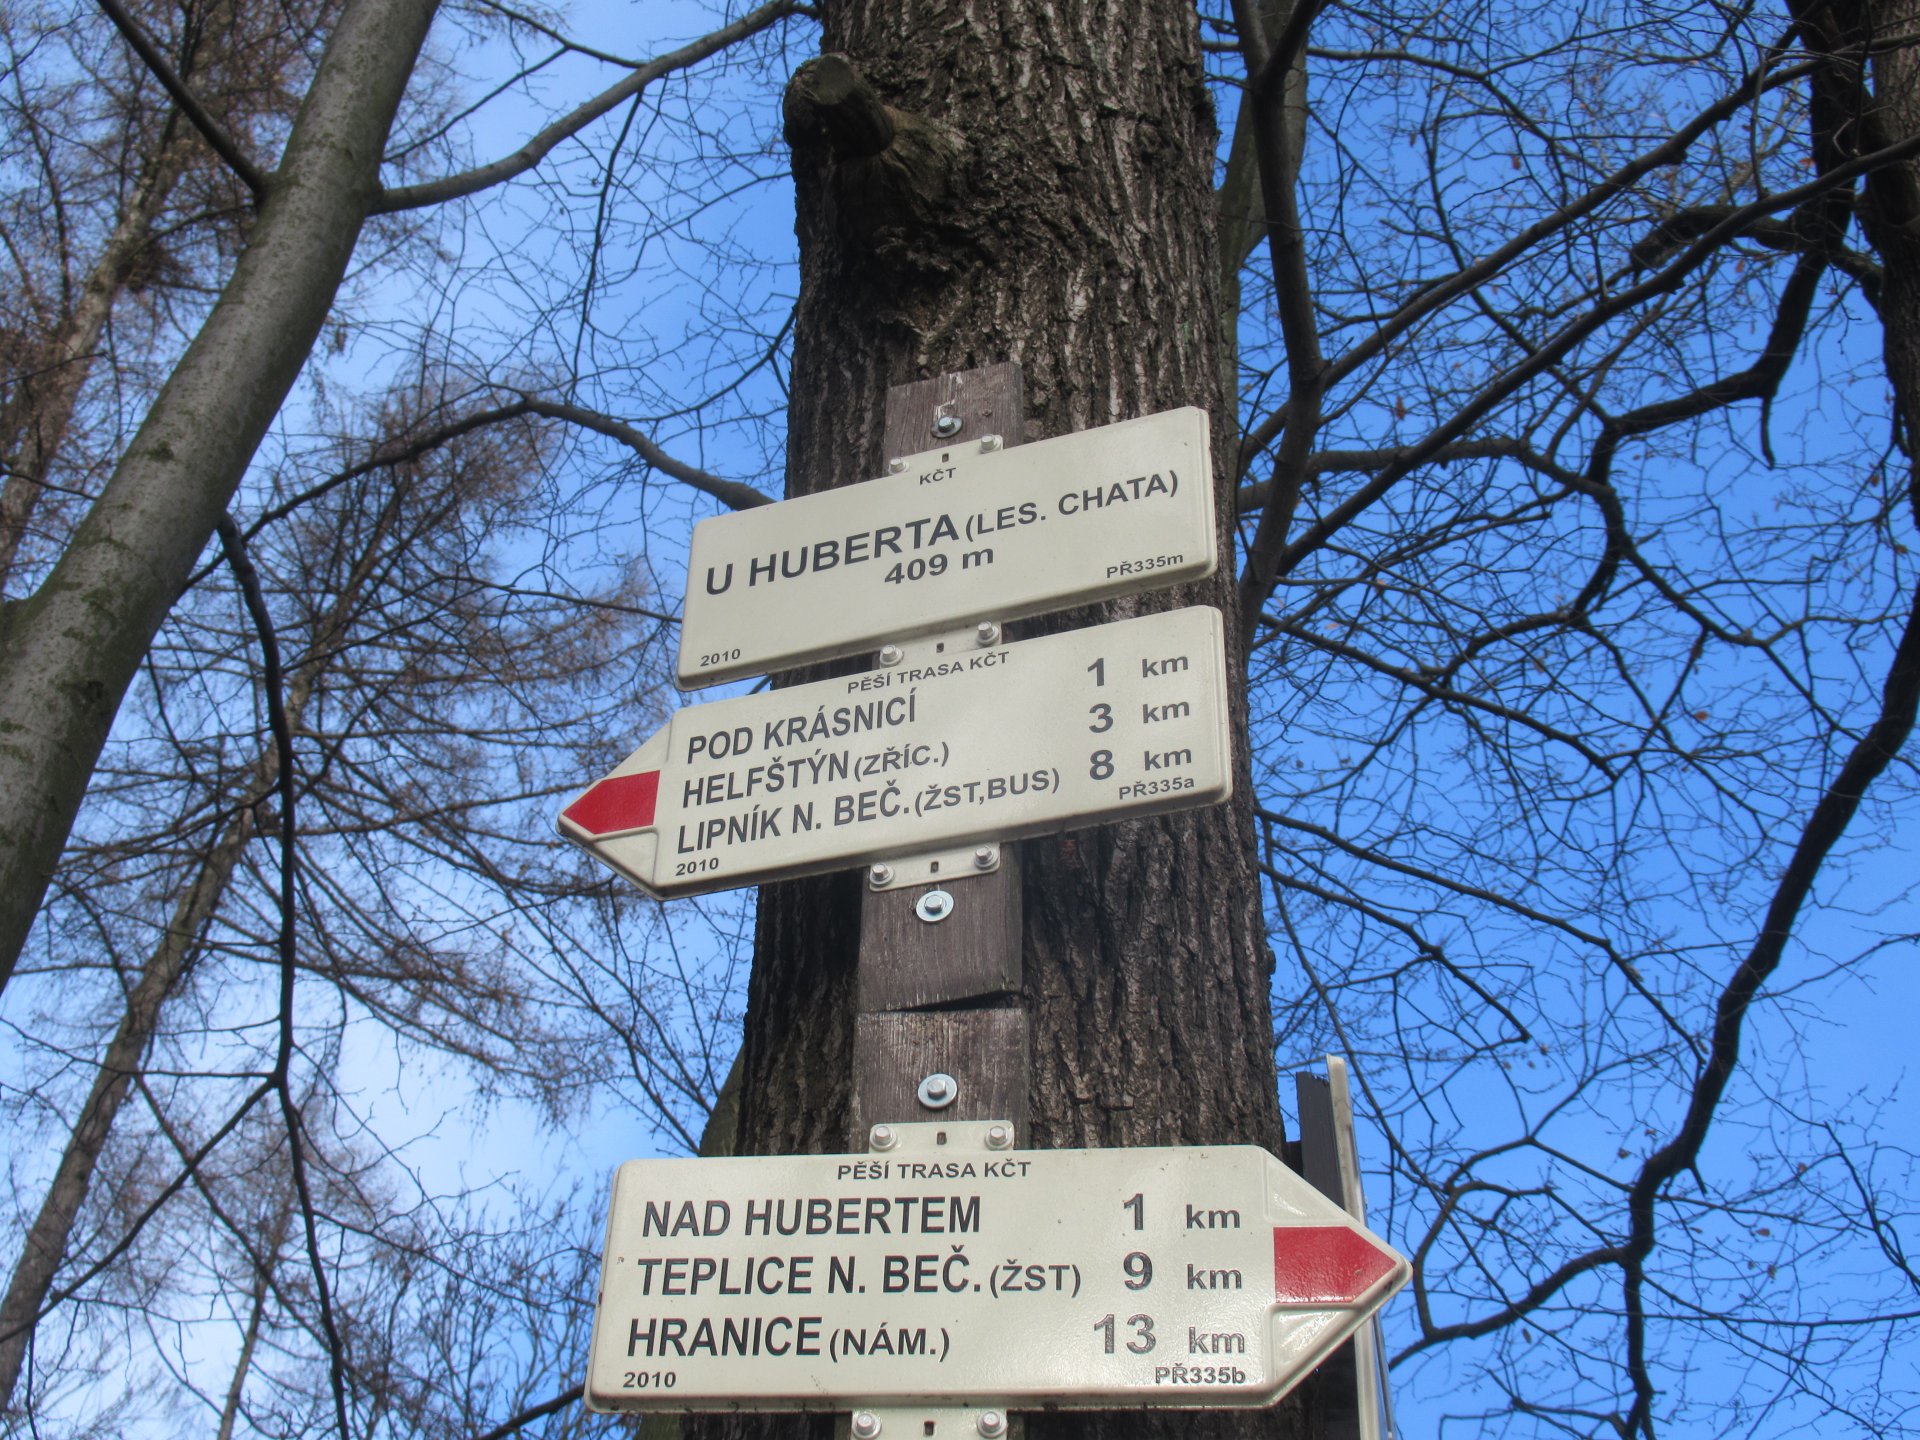 KČT
U HUBERTA (LES. CHATA)
409 m
PŘ335m
2010
PĚŠÍ TRASA KČT
POD KRÁSNICÍ 1 km
HELFŠTÝN (ZŘÍC.) 3 km
LIPNÍK N. BEČ. (ŽST,BUS) 8 km
2010 PŘ335a
PĚŠÍ TRASA KČT
NAD HUBERTEM 1 km
TEPLICE N. BEČ. (ŽST) 9 km
HRANICE (NÁM.) 13 km
2010 PŘ335b